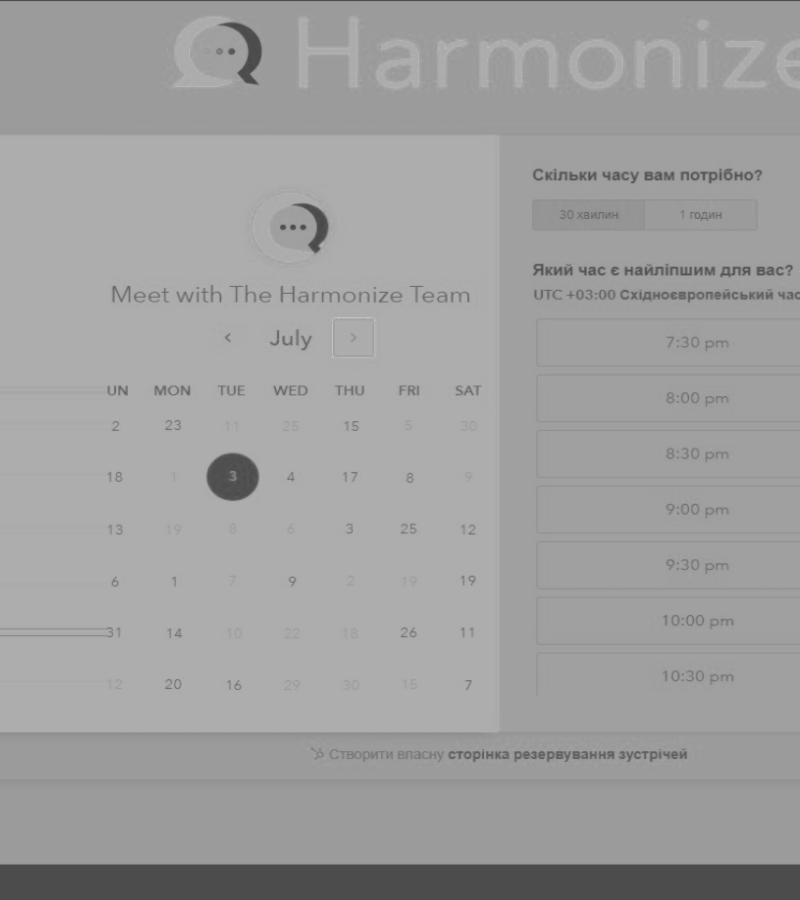 Harmonize
Meet with The Harmonize Team
July
UN MON TUE WED THU FRI SAT
2 23 11 25 15 5 30
18 1 3 4 17 8 9
13 19 8 6 3 25 12
6 1 7 9 2 19 19
31 14 10 22 18 26 11
12 20 16 29 30 15 7
Скільки часу вам потрібно?
30 хвилин 1 годин
Який час є найліпшим для вас?
UTC +03:00 Східноєвропейський час
7:30 pm
8:00 pm
8:30 pm
9:00 pm
9:30 pm
10:00 pm
10:30 pm
Створити власну сторінка резервування зустрічей